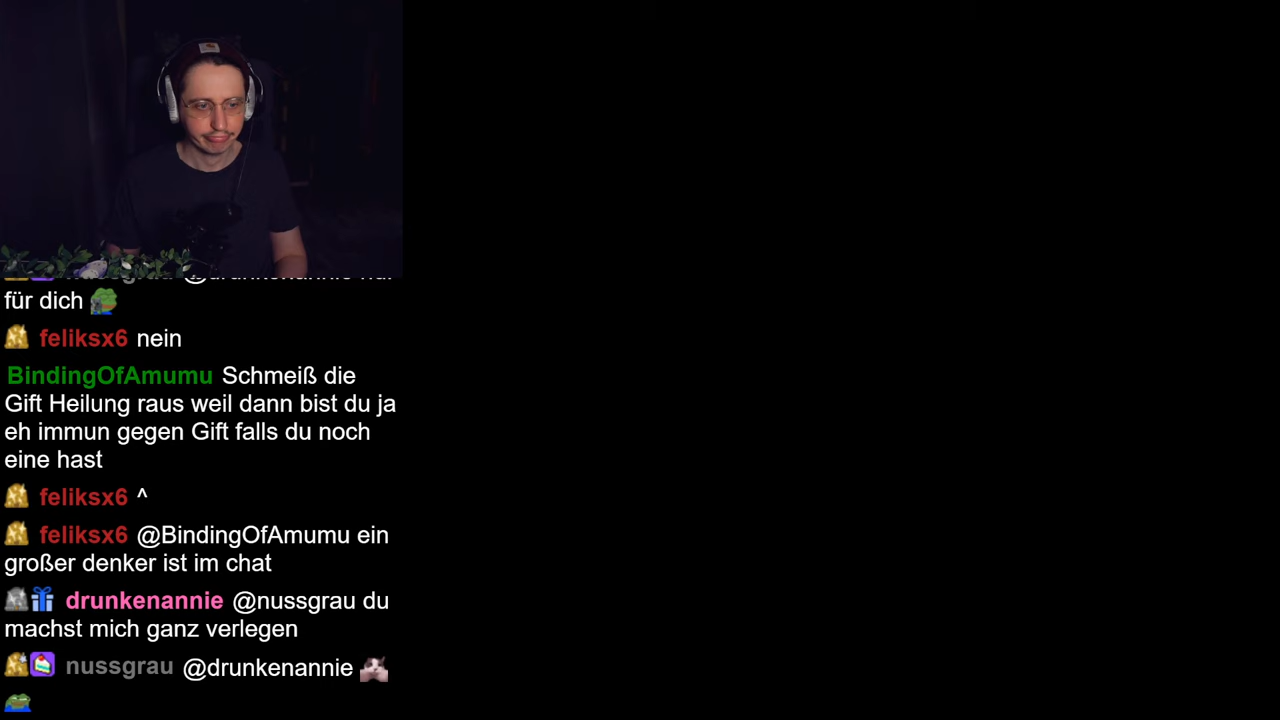 für dich
feliksx6 nein
BindingOfAmumu Schmeiß die
Gift Heilung raus weil dann bist du ja
eh immun gegen Gift falls du noch
eine hast
feliksx6 ^
feliksx6 @BindingOfAmumu ein
großer denker ist im chat
drunkenannie @nussgrau du
machst mich ganz verlegen
nussgrau @drunkenannie